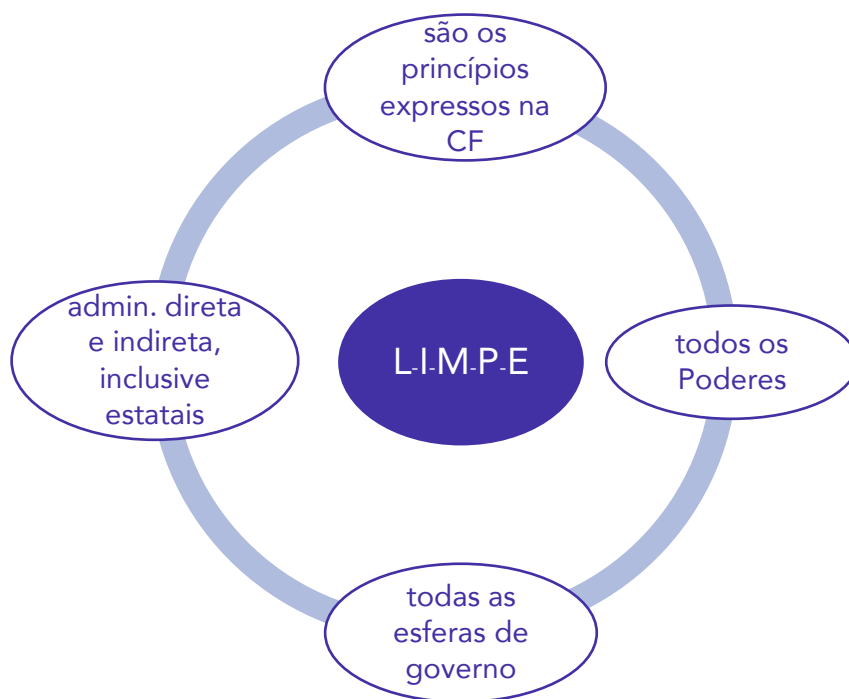 são os
princípios
expressos na
CF
admin. direta
e indireta,
inclusive
estatais
L-I-M-P-E
todos os
Poderes
todas as
esferas de
governo